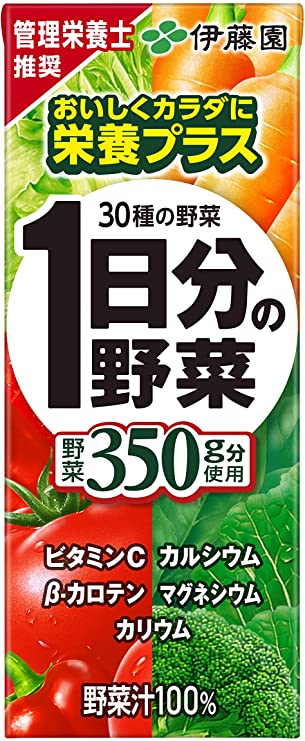 管理栄養士
推奨
伊藤園
おいしくカラダに
栄養プラス
30種の野菜
1日分の
野菜
野菜350g分使用
ビタミンC カルシウム
β-カロテン マグネシウム
カリウム
野菜汁100%